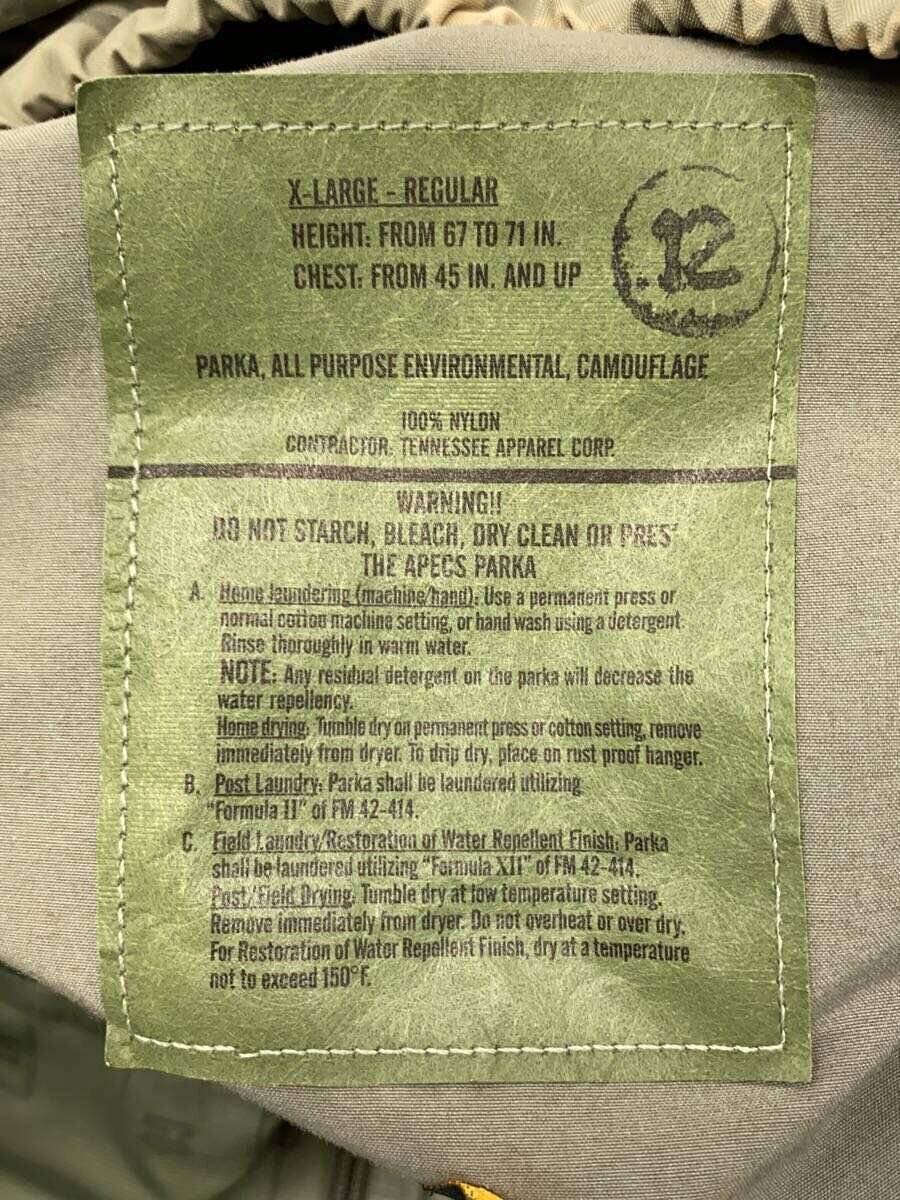 X-LARGE - REGULAR
HEIGHT: FROM 67 TO 71 IN.
CHEST: FROM 45 IN. AND UP
12
PARKA, ALL PURPOSE ENVIRONMENTAL, CAMOUFLAGE
100% NYLON
CONTRACTOR: TENNESSEE APPAREL CORP.
WARNING!!
DO NOT STARCH, BLEACH, DRY CLEAN OR PRES
THE APECS PARKA
A. Home laundering (machine/hand): Use a permanent press or
normal cotton machine setting, or hand wash using a detergent.
Rinse thoroughly in warm water.
NOTE: Any residual detergent on the parka will decrease the
water repellency.
Home drying: Tumble dry on permanent press or cotton setting, remove
immediately from dryer. To drip dry, place on rust proof hanger.
B. Post Laundry: Parka shall be laundered utilizing
"Formula II" of FM 42-414.
C. Field Laundry/Restoration of Water Repellent Finish: Parka
shall be laundered utilizing "Formula XII" of FM 42-414.
Post/Field Drying: Tumble dry at low temperature setting.
Remove immediately from dryer. Do not overheat or over dry.
For Restoration of Water Repellent Finish, dry at a temperature
not to exceed 150°F.